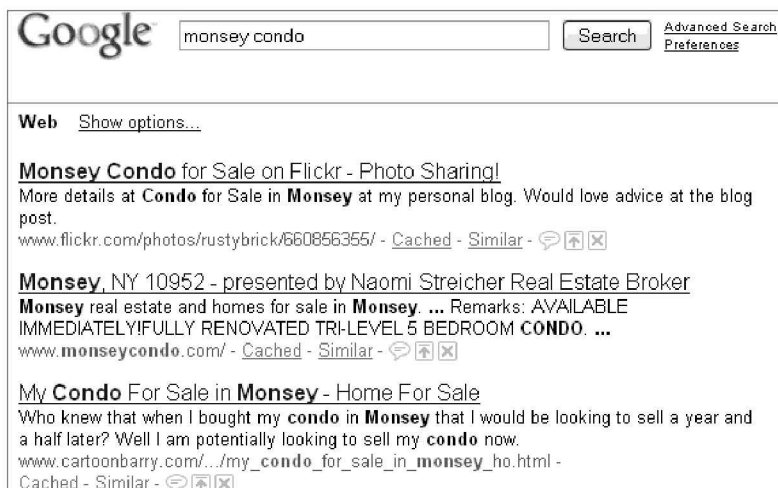 Google monsey condo Search Advanced Search
Preferences
Web Show options...
Monsey Condo for Sale on Flickr - Photo Sharing!
More details at Condo for Sale in Monsey at my personal blog. Would love advice at the blog
post.
www.flickr.com/photos/rustybrick/660856355/ - Cached - Similar -
Monsey, NY 10952 - presented by Naomi Streicher Real Estate Broker
Monsey real estate and homes for sale in Monsey. ... Remarks: AVAILABLE
IMMEDIATELY!FULLY RENOVATED TRI-LEVEL 5 BEDROOM CONDO. ...
www.monseycondo.com/ - Cached - Similar -
My Condo For Sale in Monsey - Home For Sale
Who knew that when I bought my condo in Monsey that I would be looking to sell a year and
a half later? Well I am potentially looking to sell my condo now.
www.cartoonbarry.com/.../my_condo_for_sale_in_monsey_ho.html -
Cached - Similar -